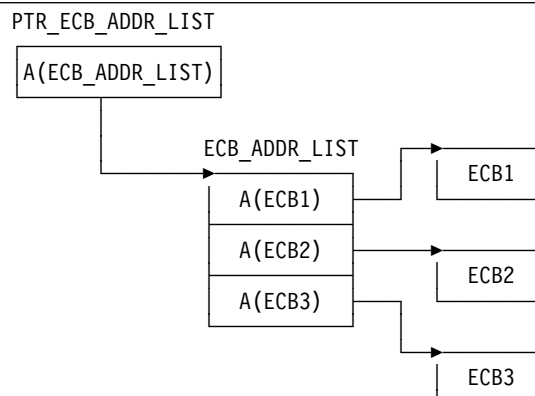 PTR_ECB_ADDR_LIST
A(ECB_ADDR_LIST)
ECB_ADDR_LIST
A(ECB1)
ECB1
A(ECB2)
ECB2
A(ECB3)
ECB3